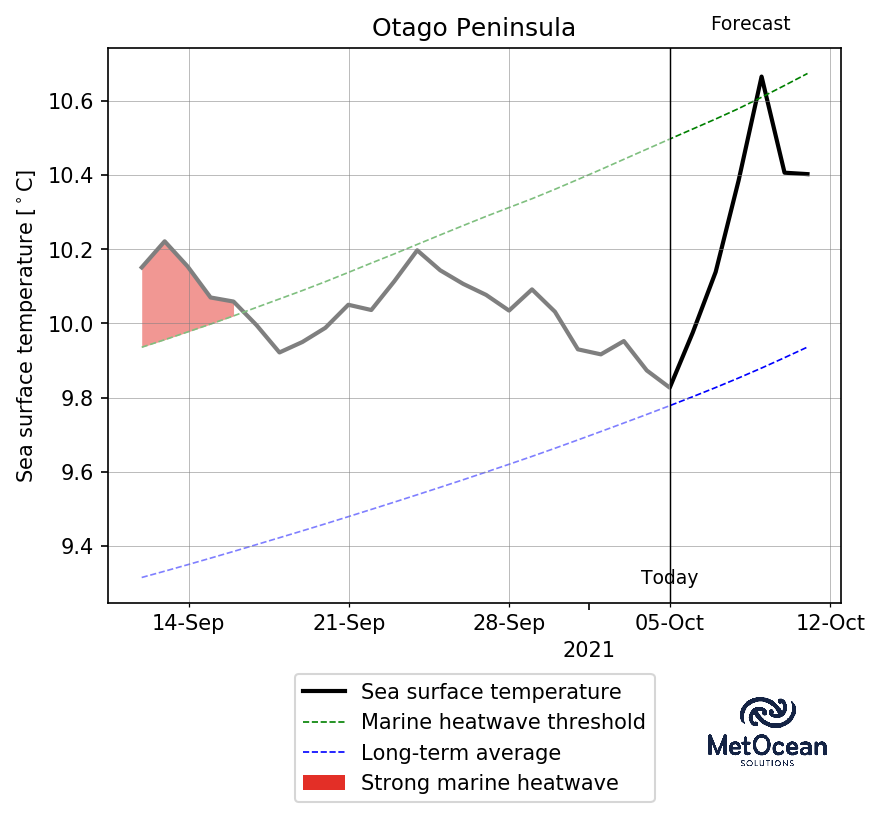 Otago Peninsula
Forecast
Sea surface temperature [°C]
10.6
10.4
10.2
10.0
9.8
9.6
9.4
Today
14-Sep 21-Sep 28-Sep 05-Oct 12-Oct
2021
Sea surface temperature
Marine heatwave threshold
Long-term average
Strong marine heatwave
MetOcean
SOLUTIONS